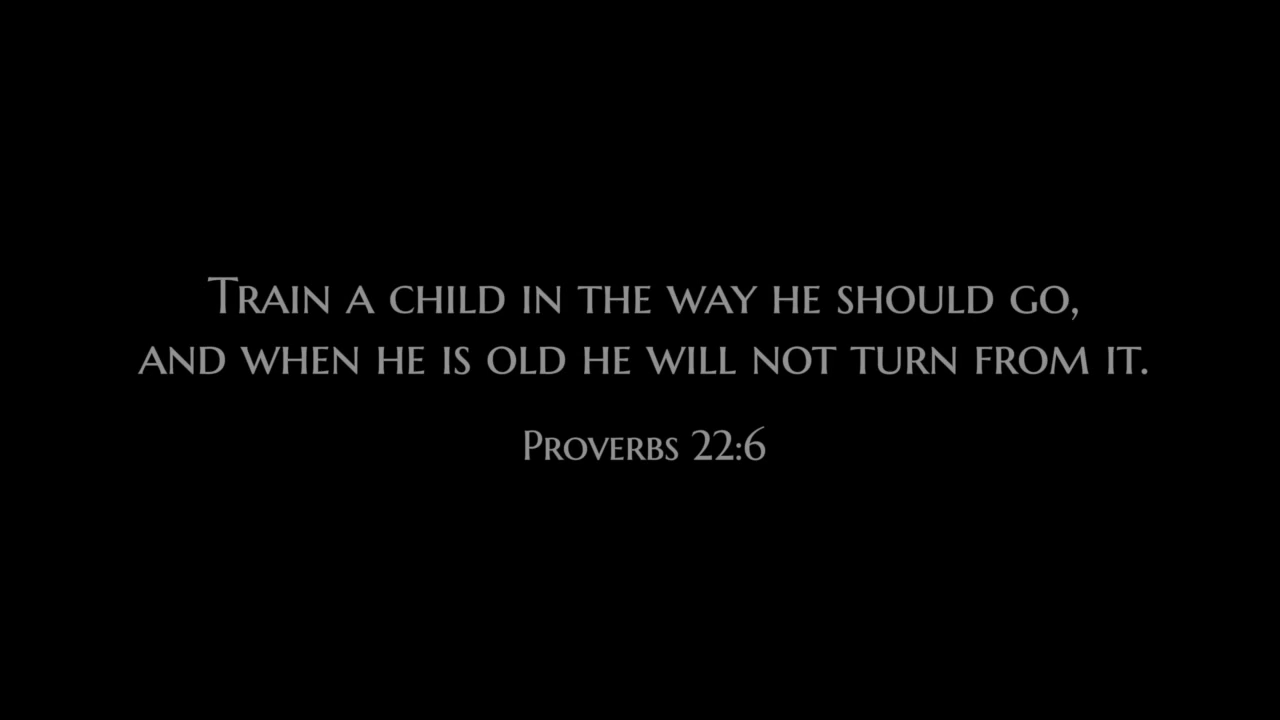 Train a child in the way he should go,
and when he is old he will not turn from it.
Proverbs 22:6